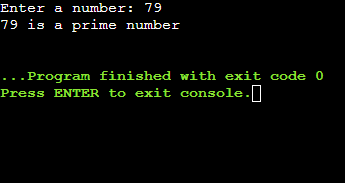 Enter a number: 79
79 is a prime number
...Program finished with exit code 0
Press ENTER to exit console.